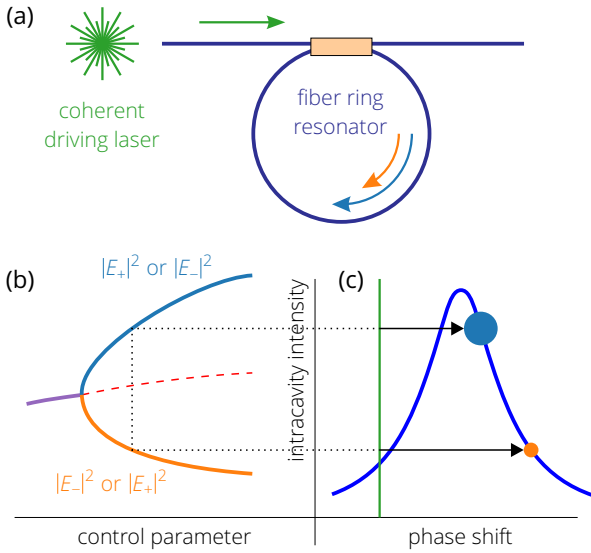 (a)
coherent
driving laser
fiber ring
resonator
(b)
|E₊|² or |E₋|²
|E₋|² or |E₊|²
control parameter
intracavity intensity
(c)
phase shift